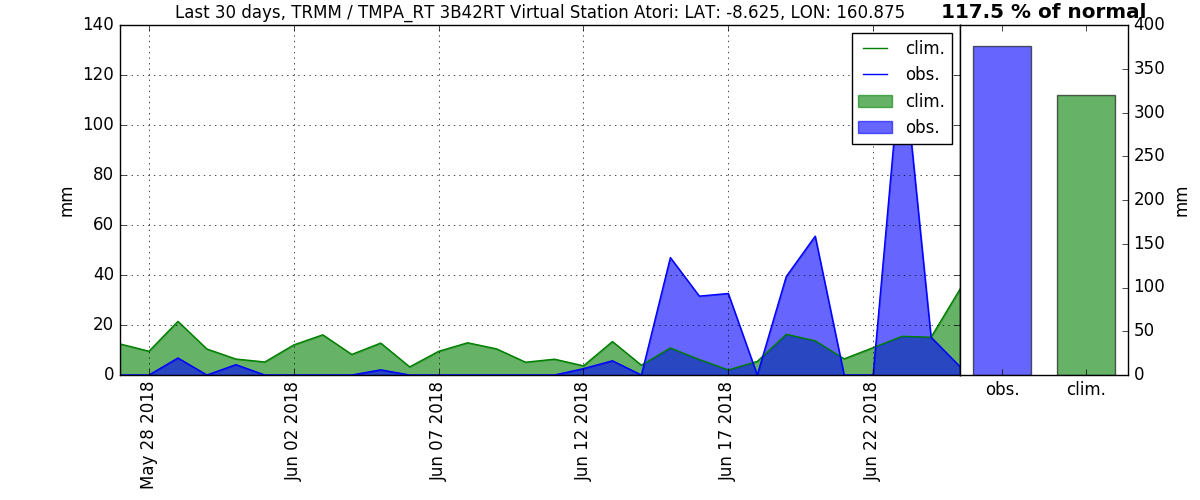 Last 30 days, TRMM / TMPA_RT 3B42RT Virtual Station Atori: LAT: -8.625, LON: 160.875
117.5 % of normal
140
120
100
80
60
40
20
0
mm
clim.
obs.
clim.
obs.
May 28 2018
Jun 02 2018
Jun 07 2018
Jun 12 2018
Jun 17 2018
Jun 22 2018
400
350
300
250
200
150
100
50
0
mm
obs.
clim.